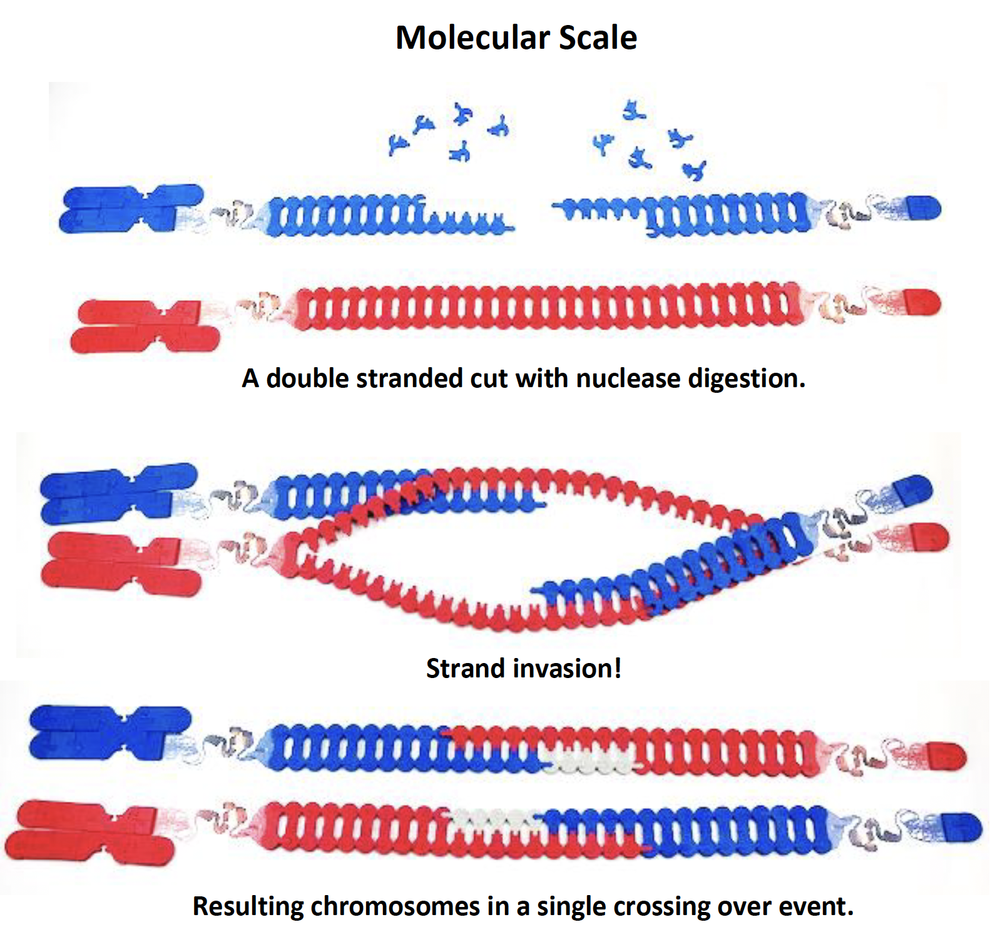 Molecular Scale
A double stranded cut with nuclease digestion.
Strand invasion!
Resulting chromosomes in a single crossing over event.